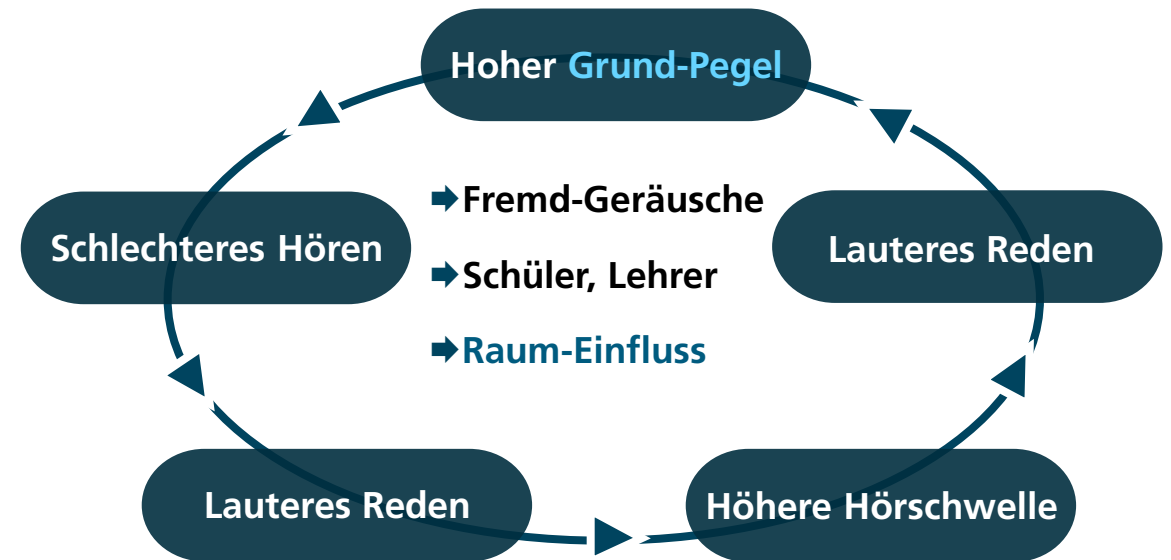 Hoher Grund-Pegel
Schlechteres Hören
Lauteres Reden
Höhere Hörschwelle
Lauteres Reden
Fremd-Geräusche
Schüler, Lehrer
Raum-Einfluss